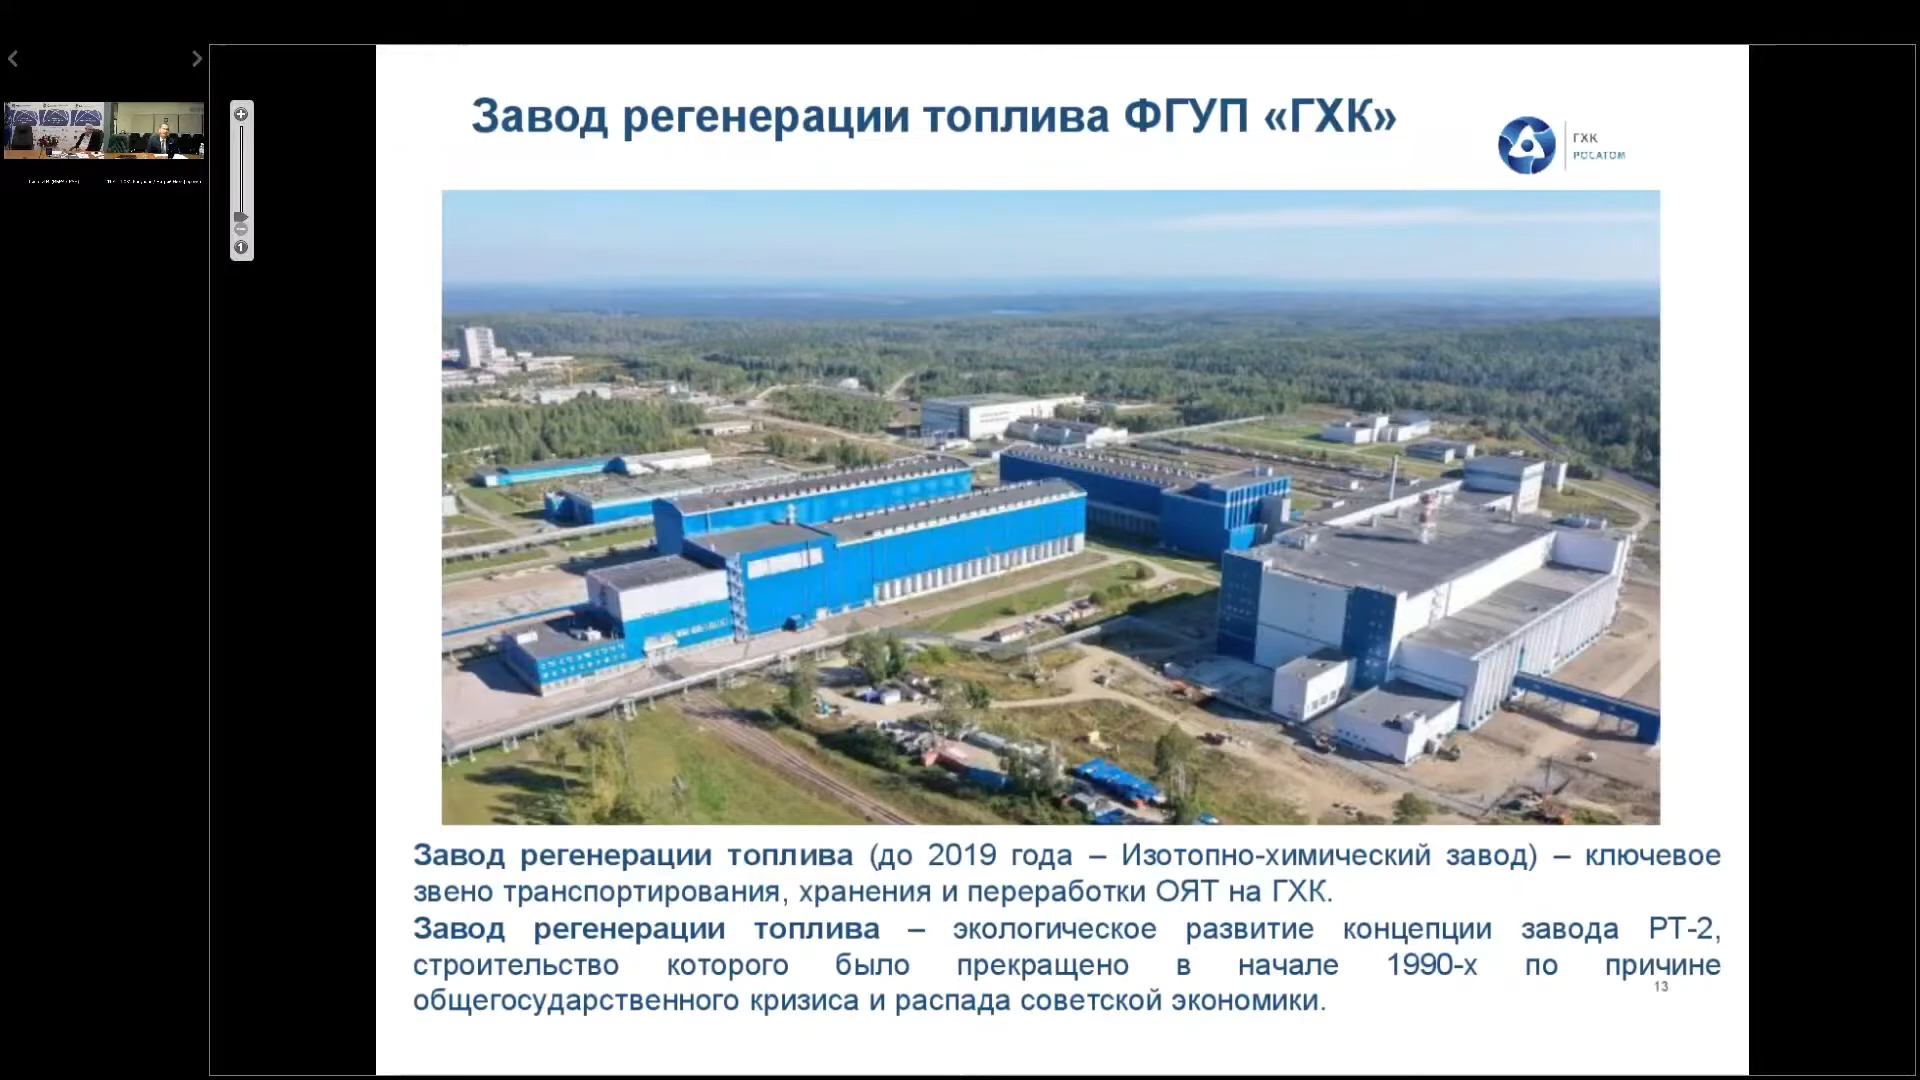 Завод регенерации топлива ФГУП «ГХК»
ГХК
РОСАТОМ
Завод регенерации топлива (до 2019 года – Изотопно-химический завод) – ключевое
звено транспортирования, хранения и переработки ОЯТ на ГХК.
Завод регенерации топлива – экологическое развитие концепции завода РТ-2,
строительство которого было прекращено в начале 1990-х по причине
13
общегосударственного кризиса и распада советской экономики.
1